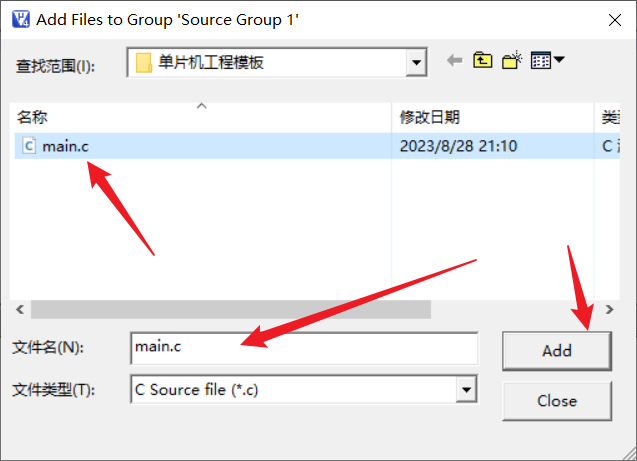 Add Files to Group 'Source Group 1'
查找范围(I):
单片机工程模板
名称
修改日期
main.c
2023/8/28 21:10
C
文件名(N):
main.c
Add
文件类型(T):
C Source file (*.c)
Close